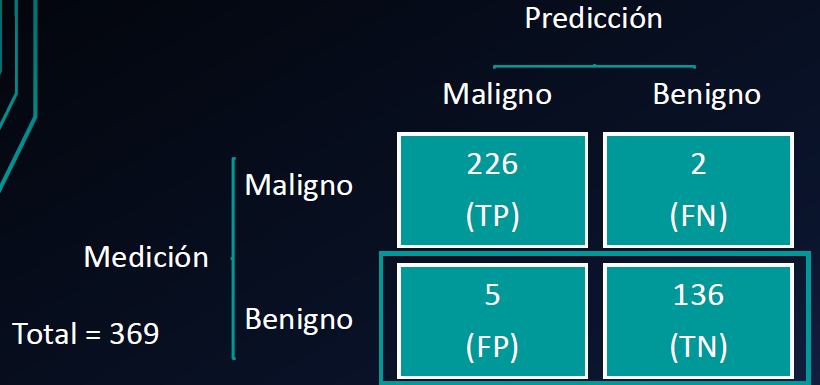 Predicción
Maligno Benigno
Maligno
226
(TP)
2
(FN)
Medición
Benigno
5
(FP)
136
(TN)
Total = 369